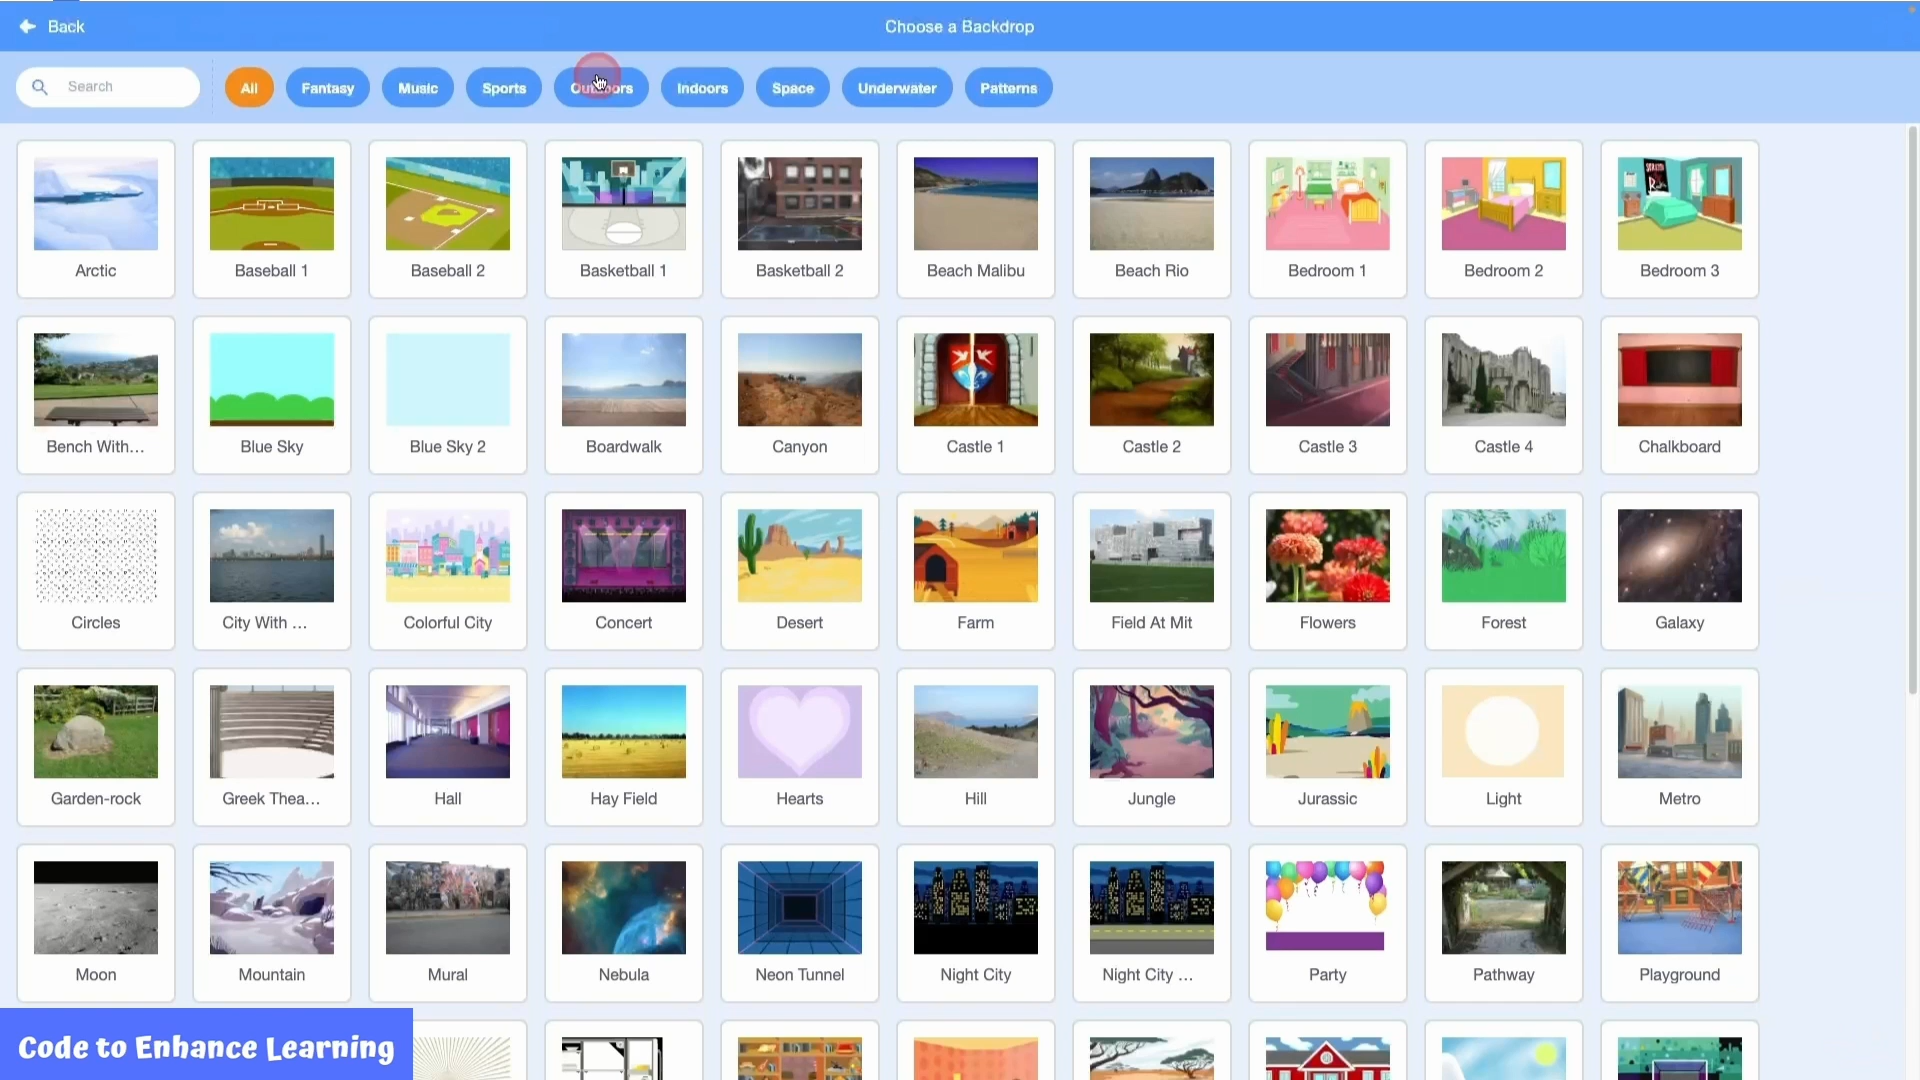 Back
Choose a Backdrop
Search
All
Fantasy
Music
Sports
Outdoors
Indoors
Space
Underwater
Patterns
Arctic
Baseball 1
Baseball 2
Basketball 1
Basketball 2
Beach Malibu
Beach Rio
Bedroom 1
Bedroom 2
Bedroom 3
Bench With...
Blue Sky
Blue Sky 2
Boardwalk
Canyon
Castle 1
Castle 2
Castle 3
Castle 4
Chalkboard
Circles
City With ...
Colorful City
Concert
Desert
Farm
Field At Mit
Flowers
Forest
Galaxy
Garden-rock
Greek Thea...
Hall
Hay Field
Hearts
Hill
Jungle
Jurassic
Light
Metro
Moon
Mountain
Mural
Nebula
Neon Tunnel
Night City
Night City ...
Party
Pathway
Playground
Code to Enhance Learning